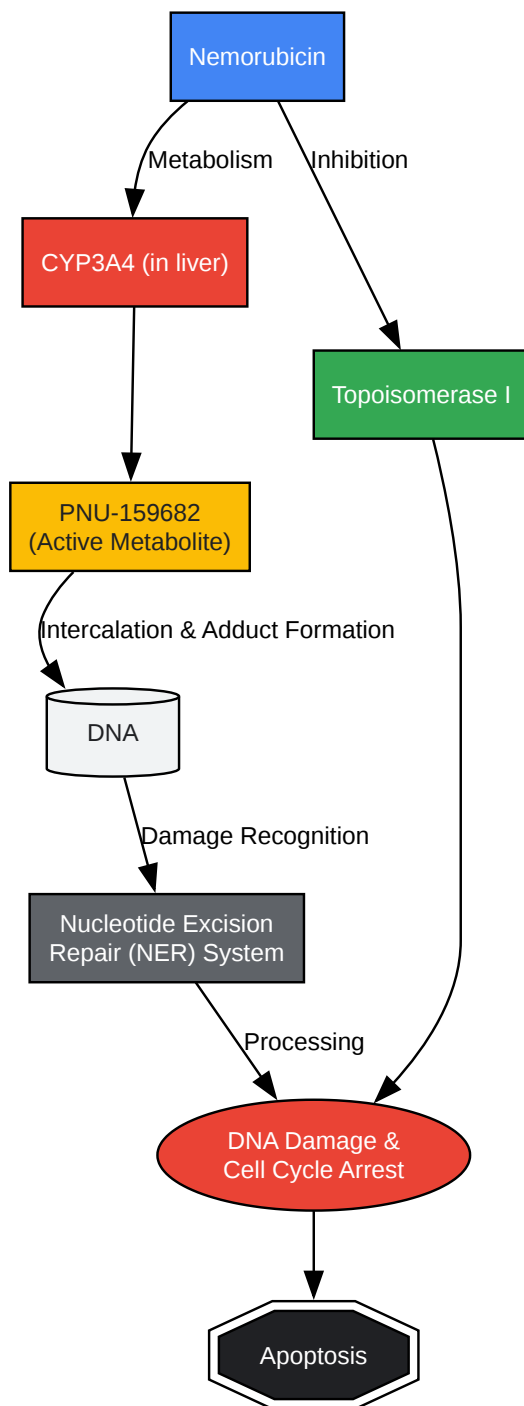 Nemorubicin
Metabolism
Inhibition
CYP3A4 (in liver)
Topoisomerase I
PNU-159682
(Active Metabolite)
Intercalation & Adduct Formation
DNA
Damage Recognition
Nucleotide Excision
Repair (NER) System
Processing
DNA Damage &
Cell Cycle Arrest
Apoptosis